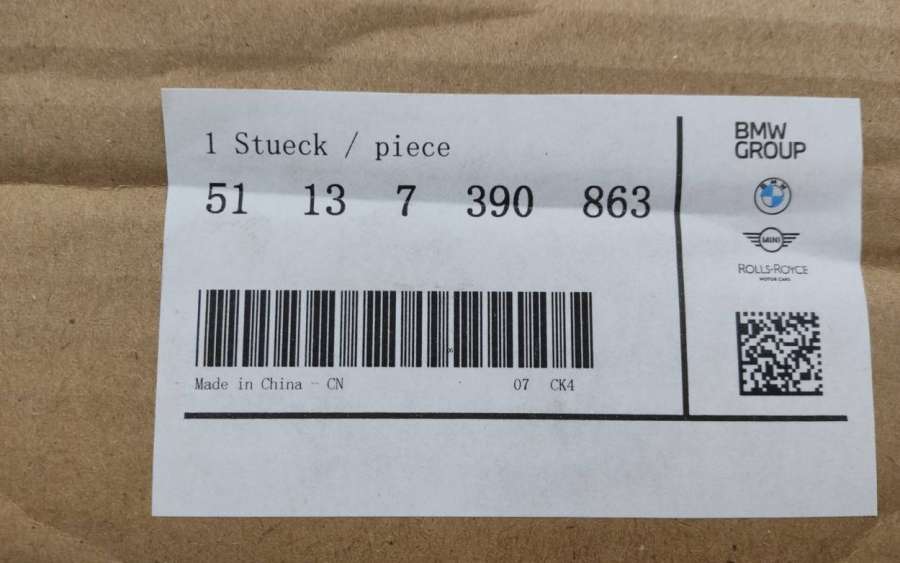 1 Stueck / piece
51 13 7 390 863
Made in China - CN
07 CK4
BMW
GROUP
BMW
MINI
ROLLS-ROYCE
MOTOR CARS